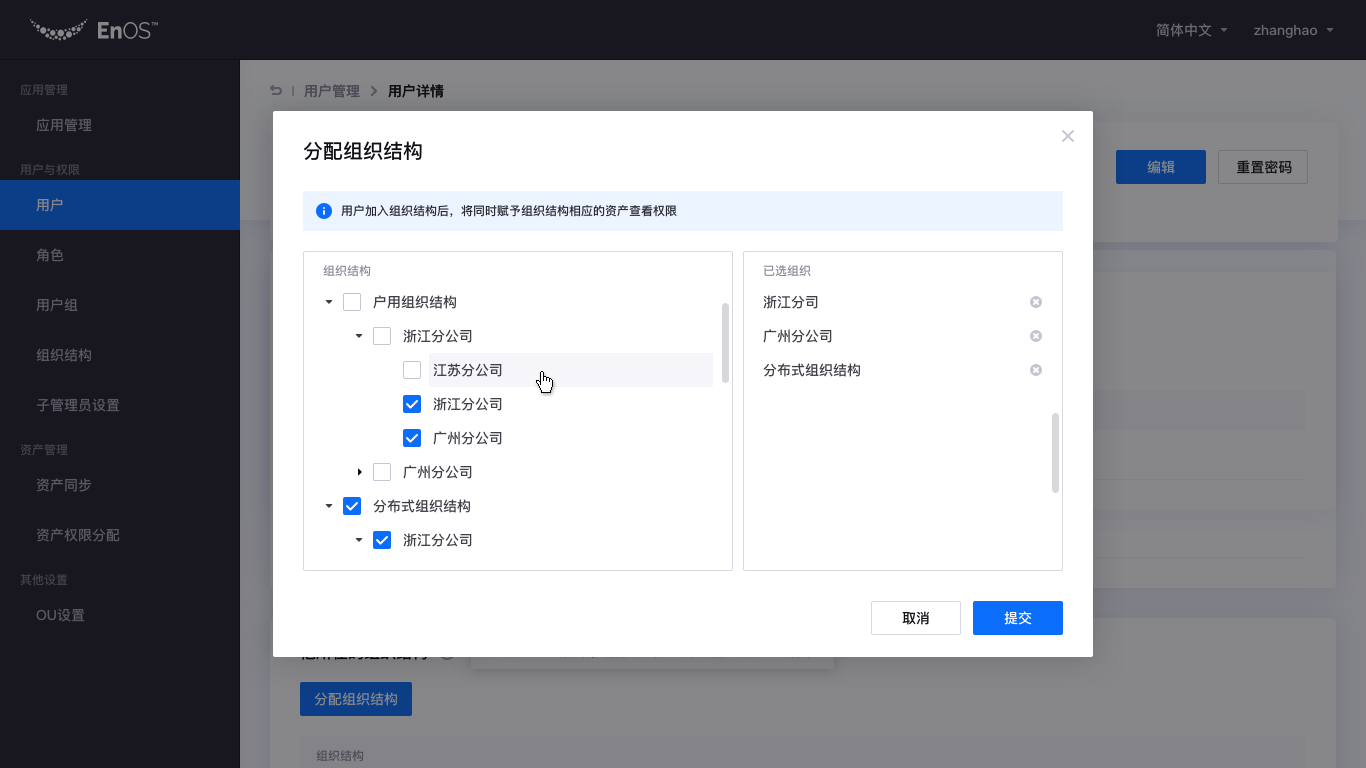 EnOS™
简体中文
zhanghao
应用管理
应用管理
用户与权限
用户
角色
用户组
组织结构
子管理员设置
资产管理
资产同步
资产权限分配
其他设置
OU设置
用户管理
用户详情
编辑
重置密码
分配组织结构
用户加入组织结构后，将同时赋予组织结构相应的资产查看权限
组织结构
户用组织结构
浙江分公司
江苏分公司
浙江分公司
广州分公司
广州分公司
分布式组织结构
浙江分公司
已选组织
浙江分公司
广州分公司
分布式组织结构
取消
提交
分配组织结构
组织结构